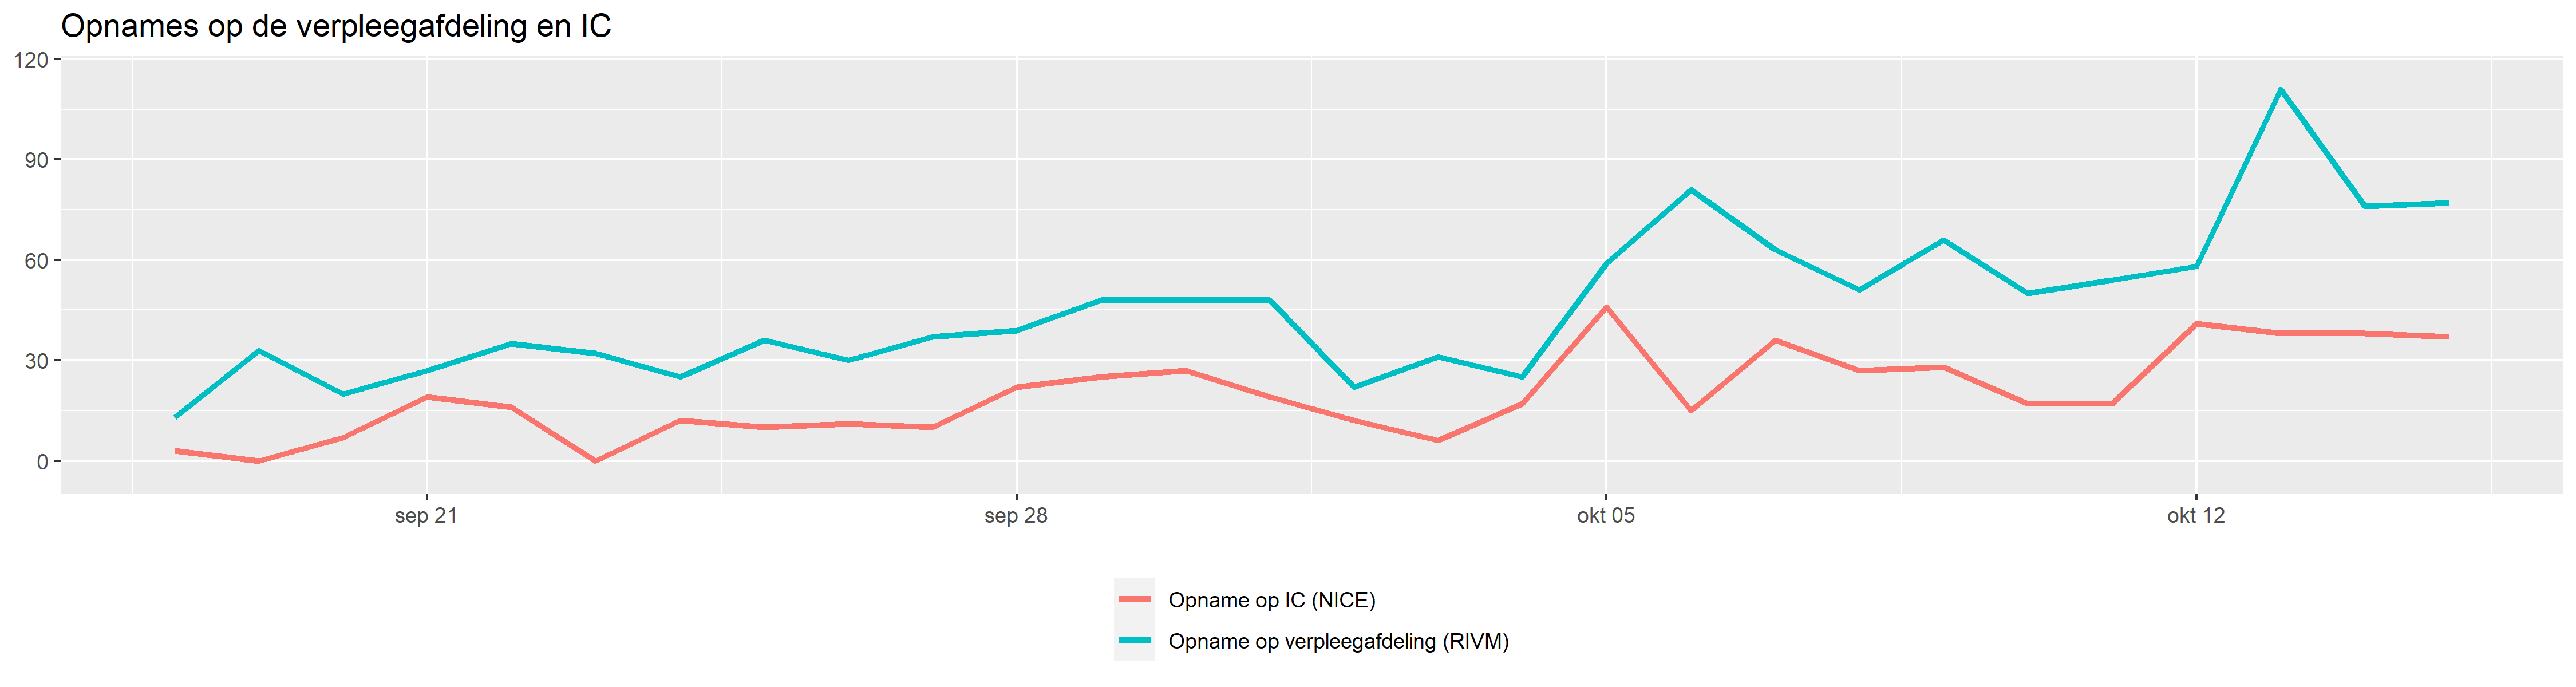 Opnames op de verpleegafdeling en IC
120
90
60
30
0
sep 21 sep 28 okt 05 okt 12
Opname op IC (NICE)
Opname op verpleegafdeling (RIVM)